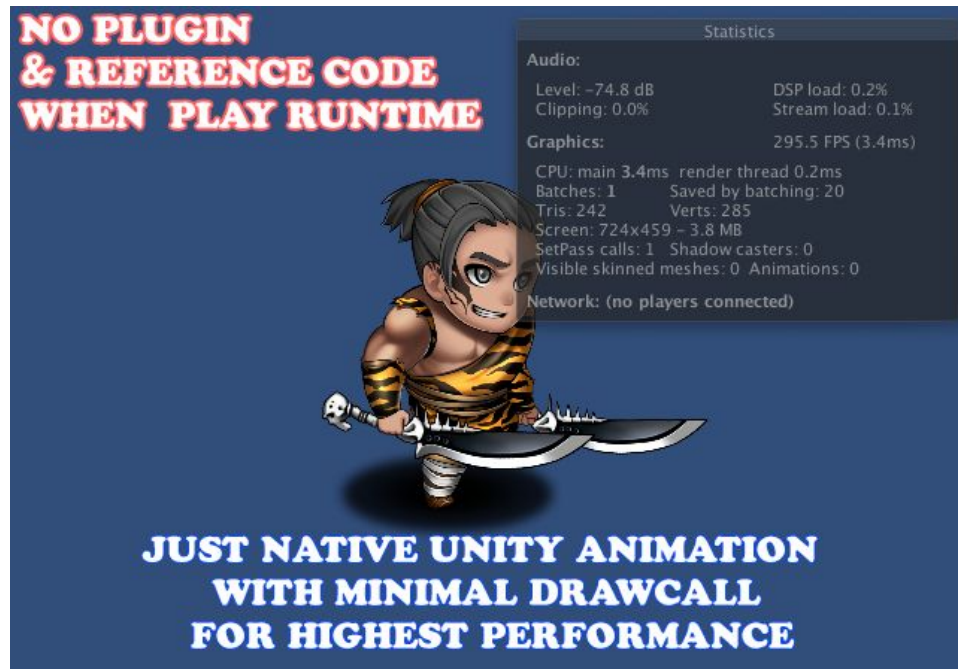 NO PLUGIN
& REFERENCE CODE
WHEN PLAY RUNTIME
Statistics
Audio:
Level: -74.8 dB DSP load: 0.2%
Clipping: 0.0% Stream load: 0.1%
Graphics: 295.5 FPS (3.4ms)
CPU: main 3.4ms render thread 0.2ms
Batches: 1 Saved by batching: 20
Tris: 242 Verts: 285
Screen: 724x459 - 3.8 MB
SetPass calls: 1 Shadow casters: 0
Visible skinned meshes: 0 Animations: 0
Network: (no players connected)
JUST NATIVE UNITY ANIMATION
WITH MINIMAL DRAWCALL
FOR HIGHEST PERFORMANCE